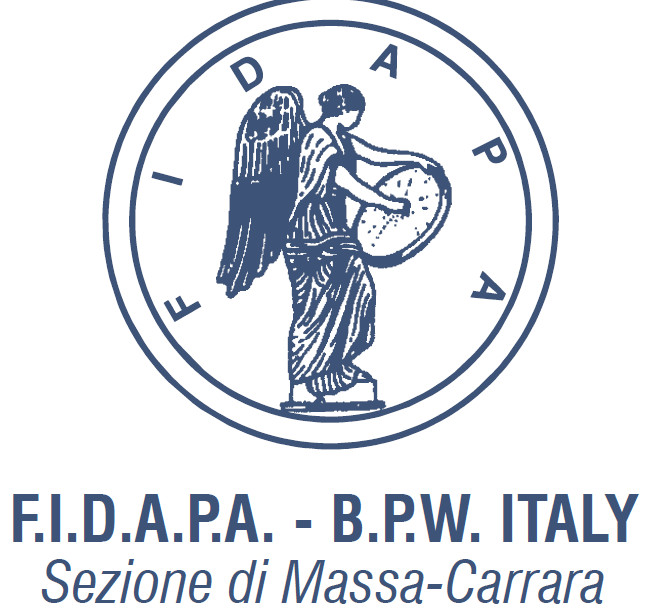 FIDAPA
F.I.D.A.P.A. - B.P.W. ITALY
Sezione di Massa-Carrara